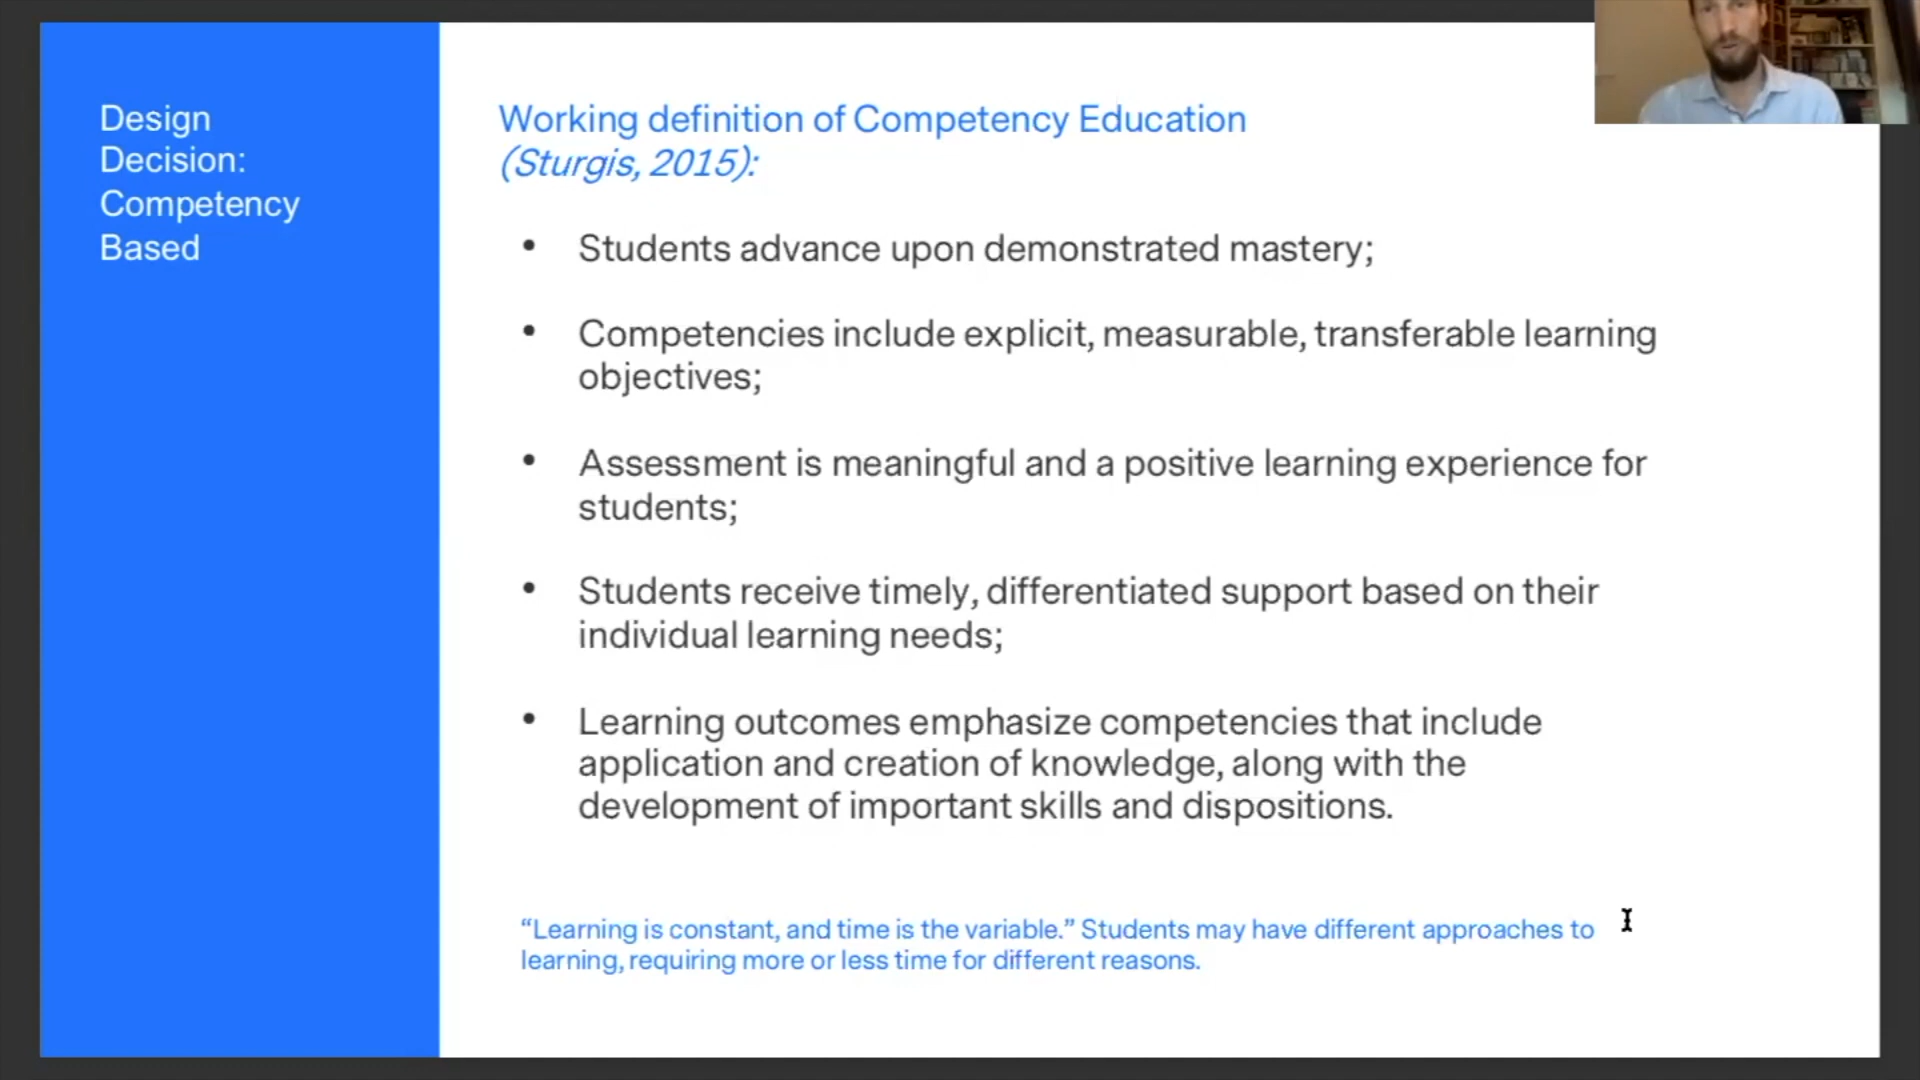 Design
Decision:
Competency
Based
Working definition of Competency Education
(Sturgis, 2015):
• Students advance upon demonstrated mastery;
• Competencies include explicit, measurable, transferable learning
objectives;
• Assessment is meaningful and a positive learning experience for
students;
• Students receive timely, differentiated support based on their
individual learning needs;
• Learning outcomes emphasize competencies that include
application and creation of knowledge, along with the
development of important skills and dispositions.
“Learning is constant, and time is the variable.” Students may have different approaches to
learning, requiring more or less time for different reasons.